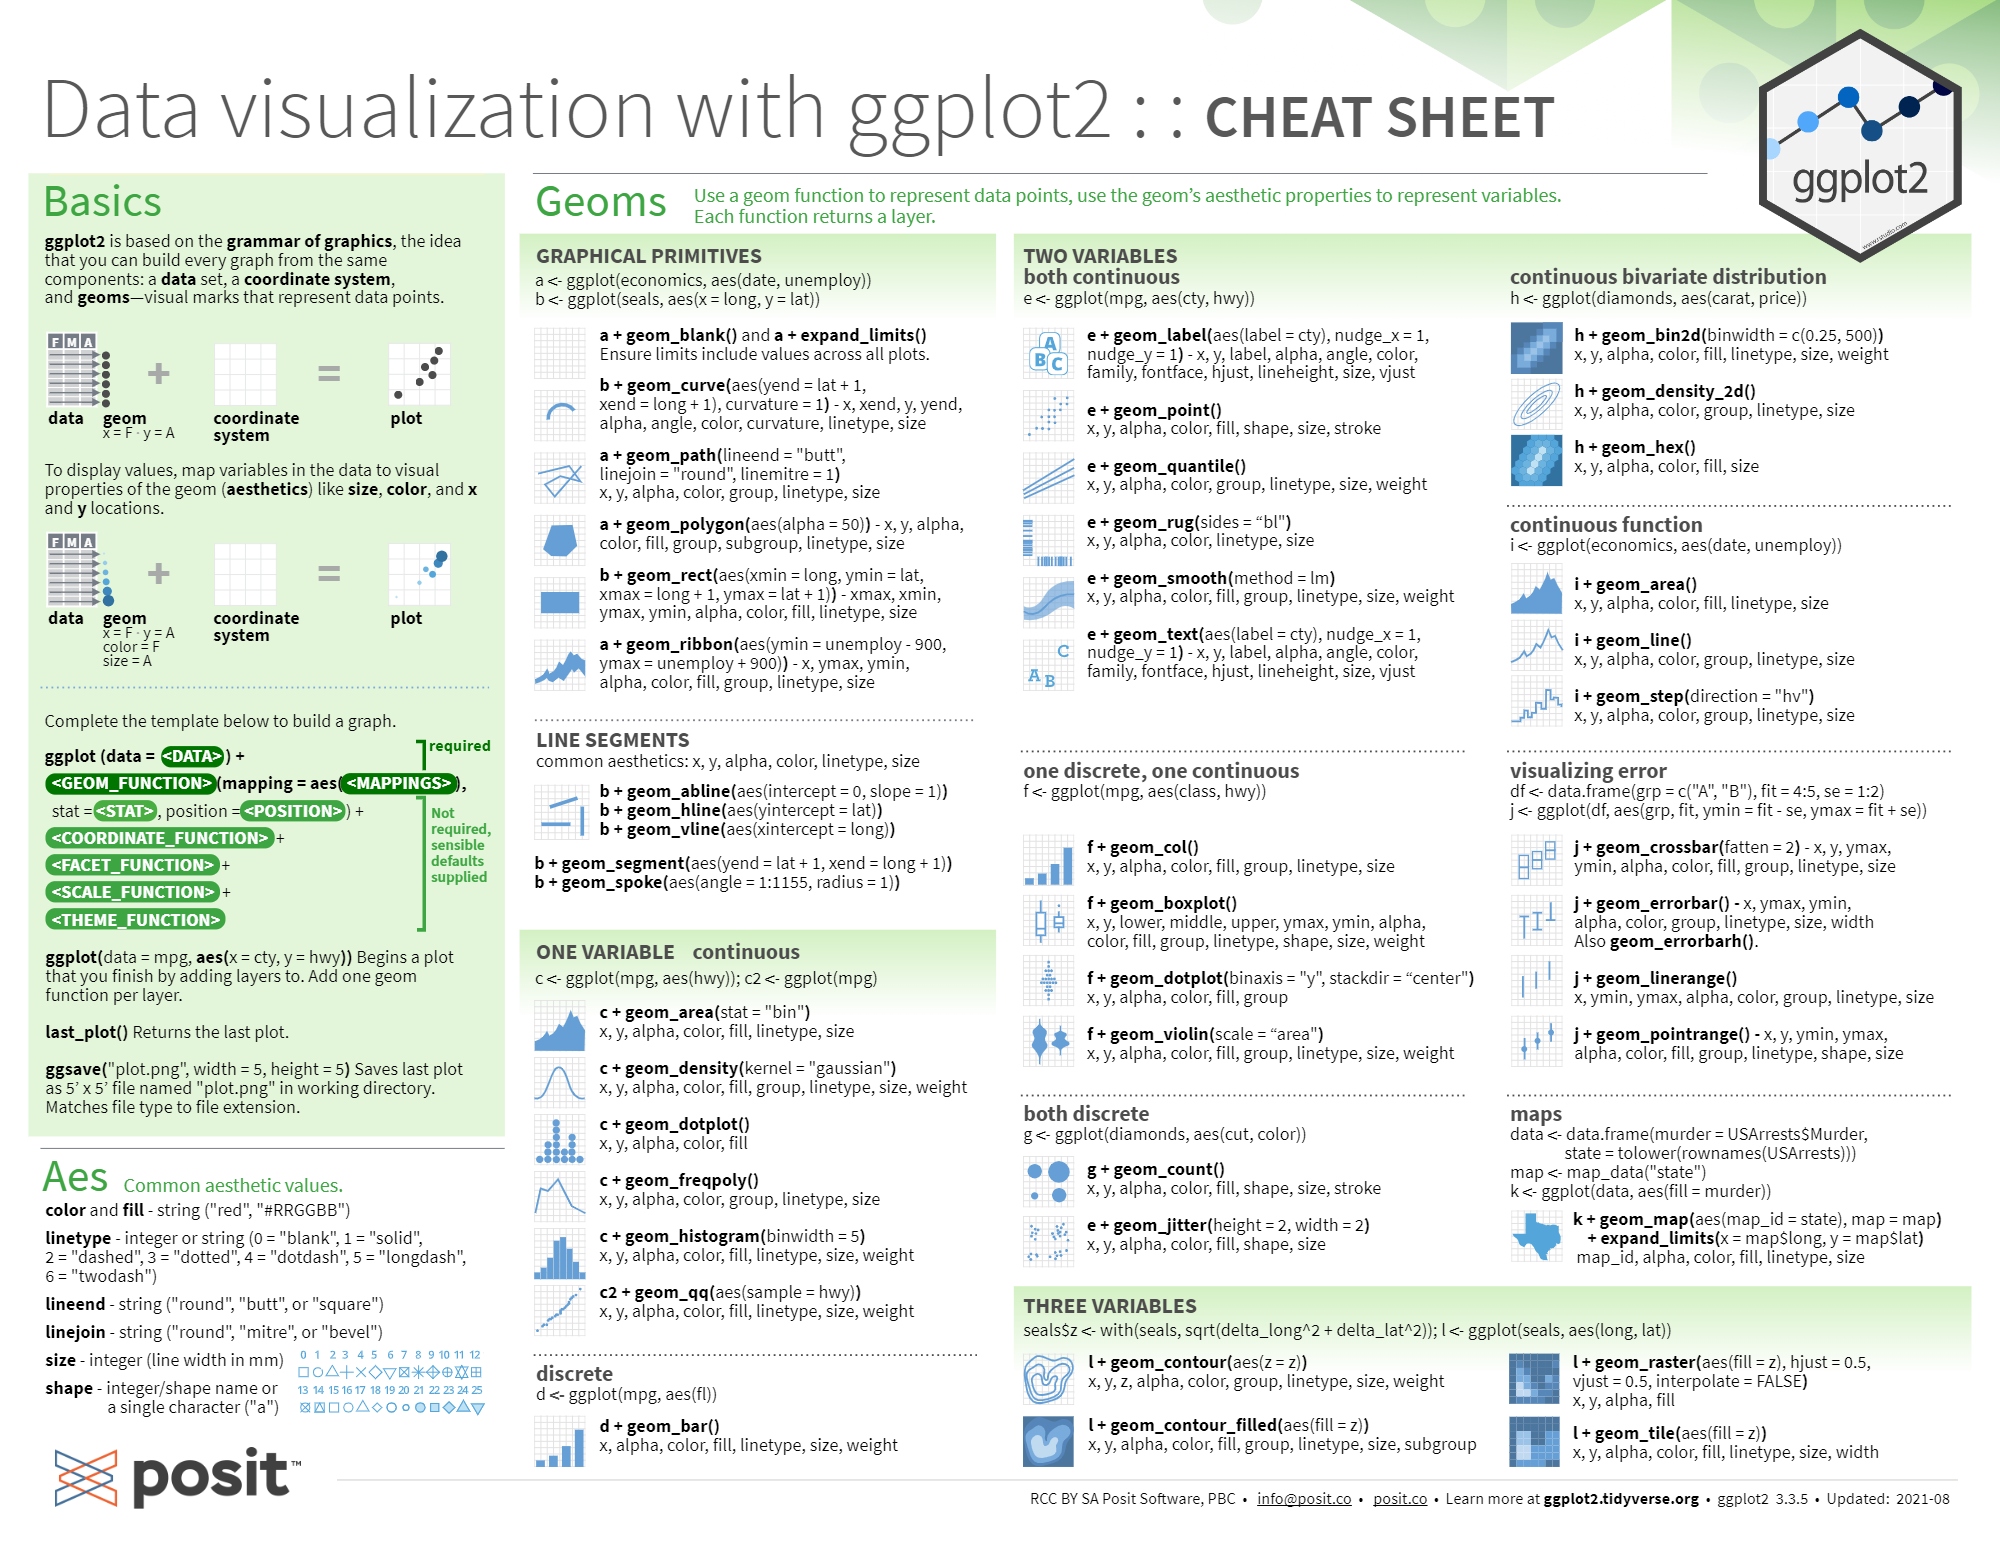 Data visualization with ggplot2 : : CHEAT SHEET
ggplot2
www.rstudio.com
Basics
ggplot2 is based on the grammar of graphics, the idea
that you can build every graph from the same
components: a data set, a coordinate system,
and geoms—visual marks that represent data points.
F M A
+
=
data
geom
x = F · y = A
coordinate
system
plot
To display values, map variables in the data to visual
properties of the geom (aesthetics) like size, color, and x
and y locations.
F M A
+
=
data
geom
x = F · y = A
color = F
size = A
coordinate
system
plot
Complete the template below to build a graph.
ggplot (data = <DATA>) +
<GEOM_FUNCTION>(mapping = aes(<MAPPINGS>),
stat = <STAT>, position = <POSITION>) +
<COORDINATE_FUNCTION> +
<FACET_FUNCTION> +
<SCALE_FUNCTION> +
<THEME_FUNCTION>
required
Not
required,
sensible
defaults
supplied
ggplot(data = mpg, aes(x = cty, y = hwy)) Begins a plot
that you finish by adding layers to. Add one geom
function per layer.
last_plot() Returns the last plot.
ggsave("plot.png", width = 5, height = 5) Saves last plot
as 5’ x 5’ file named "plot.png" in working directory.
Matches file type to file extension.
Aes Common aesthetic values.
color and fill - string ("red", "#RRGGBB")
linetype - integer or string (0 = "blank", 1 = "solid",
2 = "dashed", 3 = "dotted", 4 = "dotdash", 5 = "longdash",
6 = "twodash")
lineend - string ("round", "butt", or "square")
linejoin - string ("round", "mitre", or "bevel")
size - integer (line width in mm)
shape - integer/shape name or
a single character ("a")
0 1 2 3 4 5 6 7 8 9 10 11 12
13 14 15 16 17 18 19 20 21 22 23 24 25
posit™
Geoms
Use a geom function to represent data points, use the geom’s aesthetic properties to represent variables.
Each function returns a layer.
GRAPHICAL PRIMITIVES
a <- ggplot(economics, aes(date, unemploy))
b <- ggplot(seals, aes(x = long, y = lat))
a + geom_blank() and a + expand_limits()
Ensure limits include values across all plots.
b + geom_curve(aes(yend = lat + 1,
xend = long + 1), curvature = 1) - x, xend, y, yend,
alpha, angle, color, curvature, linetype, size
a + geom_path(lineend = "butt",
linejoin = "round", linemitre = 1)
x, y, alpha, color, group, linetype, size
a + geom_polygon(aes(alpha = 50)) - x, y, alpha,
color, fill, group, subgroup, linetype, size
b + geom_rect(aes(xmin = long, ymin = lat,
xmax = long + 1, ymax = lat + 1)) - xmax, xmin,
ymax, ymin, alpha, color, fill, linetype, size
a + geom_ribbon(aes(ymin = unemploy - 900,
ymax = unemploy + 900)) - x, ymax, ymin,
alpha, color, fill, group, linetype, size
LINE SEGMENTS
common aesthetics: x, y, alpha, color, linetype, size
b + geom_abline(aes(intercept = 0, slope = 1))
b + geom_hline(aes(yintercept = lat))
b + geom_vline(aes(xintercept = long))
b + geom_segment(aes(yend = lat + 1, xend = long + 1))
b + geom_spoke(aes(angle = 1:1155, radius = 1))
ONE VARIABLE continuous
c <- ggplot(mpg, aes(hwy)); c2 <- ggplot(mpg)
c + geom_area(stat = "bin")
x, y, alpha, color, fill, linetype, size
c + geom_density(kernel = "gaussian")
x, y, alpha, color, fill, group, linetype, size, weight
c + geom_dotplot()
x, y, alpha, color, fill
c + geom_freqpoly()
x, y, alpha, color, group, linetype, size
c + geom_histogram(binwidth = 5)
x, y, alpha, color, fill, linetype, size, weight
c2 + geom_qq(aes(sample = hwy))
x, y, alpha, color, fill, linetype, size, weight
discrete
d <- ggplot(mpg, aes(fl))
d + geom_bar()
x, alpha, color, fill, linetype, size, weight
TWO VARIABLES
both continuous
e <- ggplot(mpg, aes(cty, hwy))
A
B C
e + geom_label(aes(label = cty), nudge_x = 1,
nudge_y = 1) - x, y, label, alpha, angle, color,
family, fontface, hjust, lineheight, size, vjust
e + geom_point()
x, y, alpha, color, fill, shape, size, stroke
e + geom_quantile()
x, y, alpha, color, group, linetype, size, weight
e + geom_rug(sides = “bl")
x, y, alpha, color, linetype, size
e + geom_smooth(method = lm)
x, y, alpha, color, fill, group, linetype, size, weight
C
A B
e + geom_text(aes(label = cty), nudge_x = 1,
nudge_y = 1) - x, y, label, alpha, angle, color,
family, fontface, hjust, lineheight, size, vjust
one discrete, one continuous
f <- ggplot(mpg, aes(class, hwy))
f + geom_col()
x, y, alpha, color, fill, group, linetype, size
f + geom_boxplot()
x, y, lower, middle, upper, ymax, ymin, alpha,
color, fill, group, linetype, shape, size, weight
f + geom_dotplot(binaxis = "y", stackdir = “center")
x, y, alpha, color, fill, group
f + geom_violin(scale = “area")
x, y, alpha, color, fill, group, linetype, size, weight
both discrete
g <- ggplot(diamonds, aes(cut, color))
g + geom_count()
x, y, alpha, color, fill, shape, size, stroke
e + geom_jitter(height = 2, width = 2)
x, y, alpha, color, fill, shape, size
continuous bivariate distribution
h <- ggplot(diamonds, aes(carat, price))
h + geom_bin2d(binwidth = c(0.25, 500))
x, y, alpha, color, fill, linetype, size, weight
h + geom_density_2d()
x, y, alpha, color, group, linetype, size
h + geom_hex()
x, y, alpha, color, fill, size
continuous function
i <- ggplot(economics, aes(date, unemploy))
i + geom_area()
x, y, alpha, color, fill, linetype, size
i + geom_line()
x, y, alpha, color, group, linetype, size
i + geom_step(direction = "hv")
x, y, alpha, color, group, linetype, size
visualizing error
df <- data.frame(grp = c("A", "B"), fit = 4:5, se = 1:2)
j <- ggplot(df, aes(grp, fit, ymin = fit - se, ymax = fit + se))
j + geom_crossbar(fatten = 2) - x, y, ymax,
ymin, alpha, color, fill, group, linetype, size
j + geom_errorbar() - x, ymax, ymin,
alpha, color, group, linetype, size, width
Also geom_errorbarh().
j + geom_linerange()
x, ymin, ymax, alpha, color, group, linetype, size
j + geom_pointrange() - x, y, ymin, ymax,
alpha, color, fill, group, linetype, shape, size
maps
data <- data.frame(murder = USArrests$Murder,
state = tolower(rownames(USArrests)))
map <- map_data("state")
k <- ggplot(data, aes(fill = murder))
k + geom_map(aes(map_id = state), map = map)
+ expand_limits(x = map$long, y = map$lat)
map_id, alpha, color, fill, linetype, size
THREE VARIABLES
seals$z <- with(seals, sqrt(delta_long^2 + delta_lat^2)); l <- ggplot(seals, aes(long, lat))
l + geom_contour(aes(z = z))
x, y, z, alpha, color, group, linetype, size, weight
l + geom_contour_filled(aes(fill = z))
x, y, alpha, color, fill, group, linetype, size, subgroup
l + geom_raster(aes(fill = z), hjust = 0.5,
vjust = 0.5, interpolate = FALSE)
x, y, alpha, fill
l + geom_tile(aes(fill = z))
x, y, alpha, color, fill, linetype, size, width
RCC BY SA Posit Software, PBC • info@posit.co • posit.co • Learn more at ggplot2.tidyverse.org • ggplot2 3.3.5 • Updated: 2021-08